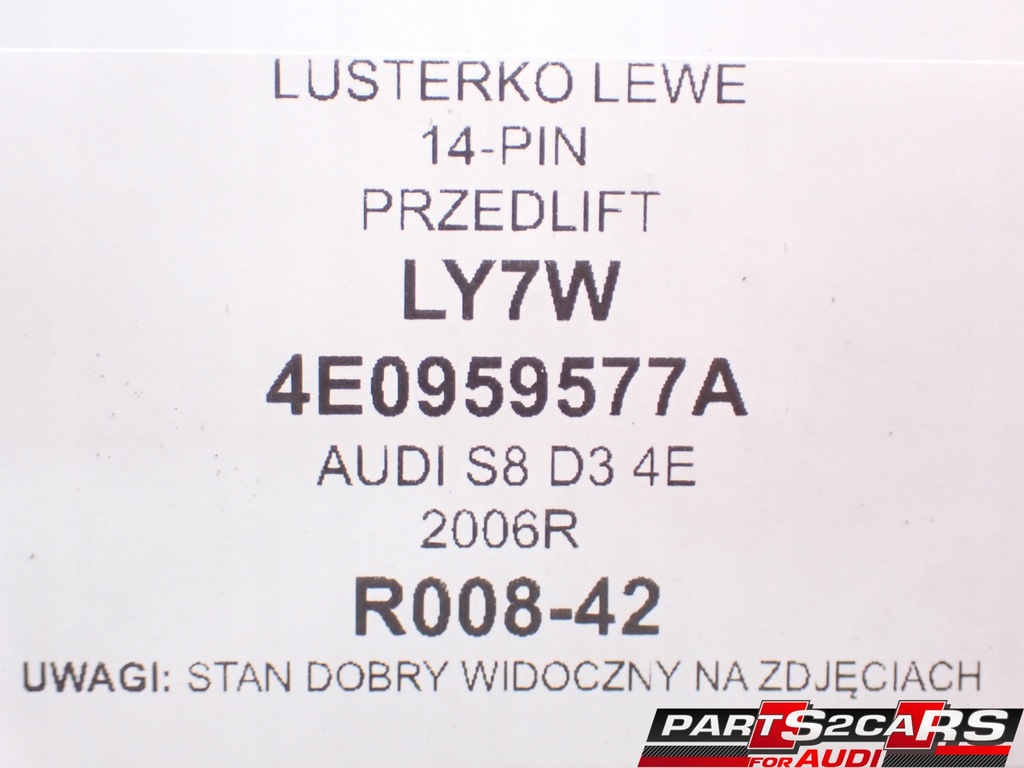 LUSTERKO LEWE
14-PIN
PRZEDLIFT
LY7W
4E0959577A
AUDI S8 D3 4E
2006R
R008-42
UWAGI: STAN DOBRY WIDOCZNY NA ZDJĘCIACH
PARTS2CARS
FOR AUDI